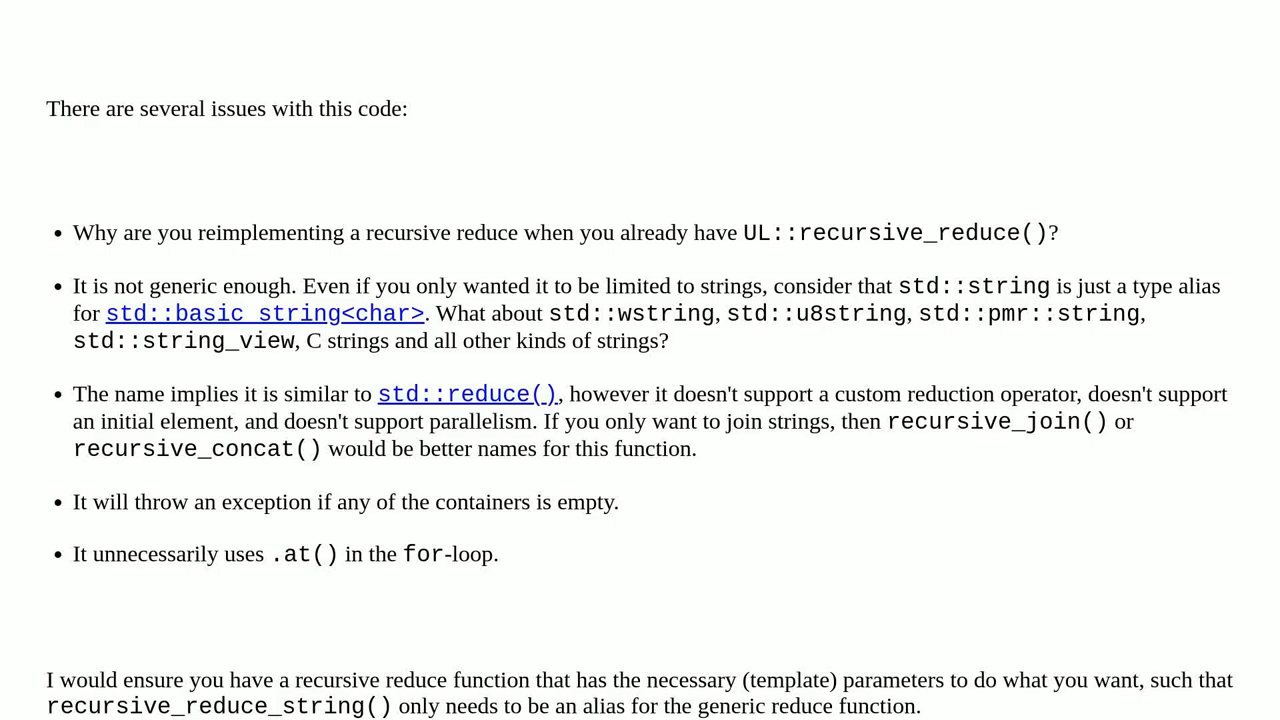 There are several issues with this code:
• Why are you reimplementing a recursive reduce when you already have UL::recursive_reduce()?
• It is not generic enough. Even if you only wanted it to be limited to strings, consider that std::string is just a type alias
for std::basic_string<char>. What about std::wstring, std::u8string, std::pmr::string,
std::string_view, C strings and all other kinds of strings?
• The name implies it is similar to std::reduce(), however it doesn't support a custom reduction operator, doesn't support
an initial element, and doesn't support parallelism. If you only want to join strings, then recursive_join() or
recursive_concat() would be better names for this function.
• It will throw an exception if any of the containers is empty.
• It unnecessarily uses .at() in the for-loop.
I would ensure you have a recursive reduce function that has the necessary (template) parameters to do what you want, such that
recursive_reduce_string() only needs to be an alias for the generic reduce function.